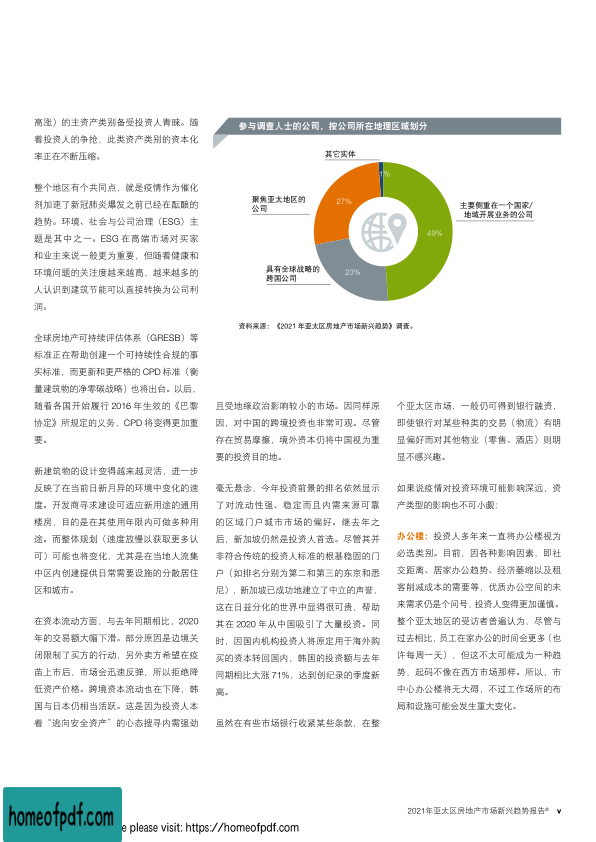 高涨）的主资产类别备受投资人青睐。随
着投资人的争抢，此类资产类别的资本化
率正在不断压缩。
整个地区有个共同点，就是疫情作为催化
剂加速了新冠肺炎爆发之前已经在酝酿的
趋势。环境、社会与公司治理（ESG）主
题是其中之一。ESG 在高端市场对买家
和业主来说一般更为重要，但随着健康和
环境问题的关注度越来越高，越来越多的
人认识到建筑节能可以直接转换为公司利
润。
全球房地产可持续评估体系（GRESB）等
标准正在帮助创建一个可持续性合规的事
实标准，而更新和更严格的 CPD 标准（衡
量建筑物的净零碳战略）也将出台。以后，
随着各国开始履行 2016 年生效的《巴黎
协定》所规定的义务，CPD 将变得更加重
要。
新建筑物的设计变得越来越灵活，进一步
反映了在当前日新月异的环境中变化的速
度。开发商寻求建设可适应新用途的通用
楼房，目的是在其使用年限内可做多种用
途。而整体规划（速度放慢以获取更多认
可）可能也将变化，尤其是在当地人流集
中区内创建提供日常需要设施的分散居住
区和城市。
在资本流动方面，与去年同期相比，2020
年的交易额大幅下滑。部分原因是边境关
闭限制了买方的行动，另外卖方希望在疫
苗上市后，市场会迅速反弹，所以拒绝降
低资产价格。跨境资本流动也在下降，韩
国与日本仍相当活跃。这是因为投资人本
着“逃向安全资产”的心态搜寻内需强劲
参与调查人士的公司，按公司所在地理区域划分
其它实体
1%
聚焦亚太地区的
公司
27%
主要侧重在一个国家/
地域开展业务的公司
49%
具有全球战略的
跨国公司
23%
资料来源：《2021 年亚太区房地产市场新兴趋势》调查。
且受地缘政治影响较小的市场。因同样原
因，对中国的跨境投资也非常可观。尽管
存在贸易摩擦，境外资本仍将中国视为重
要的投资目的地。
毫无悬念，今年投资前景的排名依然显示
了对流动性强、稳定而且内需来源可靠
的区域门户城市市场的偏好。继去年之
后，新加坡仍然是投资人首选。尽管其并
非符合传统的投资人标准的根基稳固的门
户（如排名分别为第二和第三的东京和悉
尼），新加坡已成功地建立了中立的声誉，
这在日益分化的世界中显得很可贵，帮助
其在 2020 年从中国吸引了大量投资。同
时，因国内机构投资人将原定用于海外购
买的资本转回国内，韩国的投资额与去年
同期相比大涨 71%，达到创纪录的季度新
高。
虽然在有些市场银行收紧某些条款，在整
个亚太区市场，一般仍可得到银行融资，
即使银行对某些种类的交易（物流）有明
显偏好而对其他物业（零售、酒店）则明
显不感兴趣。
如果说疫情对投资环境可能影响深远，资
产类型的影响也不可小觑：
办公楼：投资人多年来一直将办公楼视为
必选类别。目前，因各种影响因素，即社
交距离、居家办公趋势、经济萎缩以及租
客削减成本的需要等，优质办公空间的未
来需求仍是个问号，投资人变得更加谨慎。
整个亚太地区的受访者普遍认为，尽管与
过去相比，员工在家办公的时间会更多（也
许每周一天），但这不太可能成为一种趋
势，起码不像在西方市场那样。所以，市
中心办公楼将无大碍，不过工作场所的布
局和设施可能会发生重大变化。
2021年亚太区房地产市场新兴趋势报告® v
homeofpdf.com
e please visit: https://homeofpdf.com